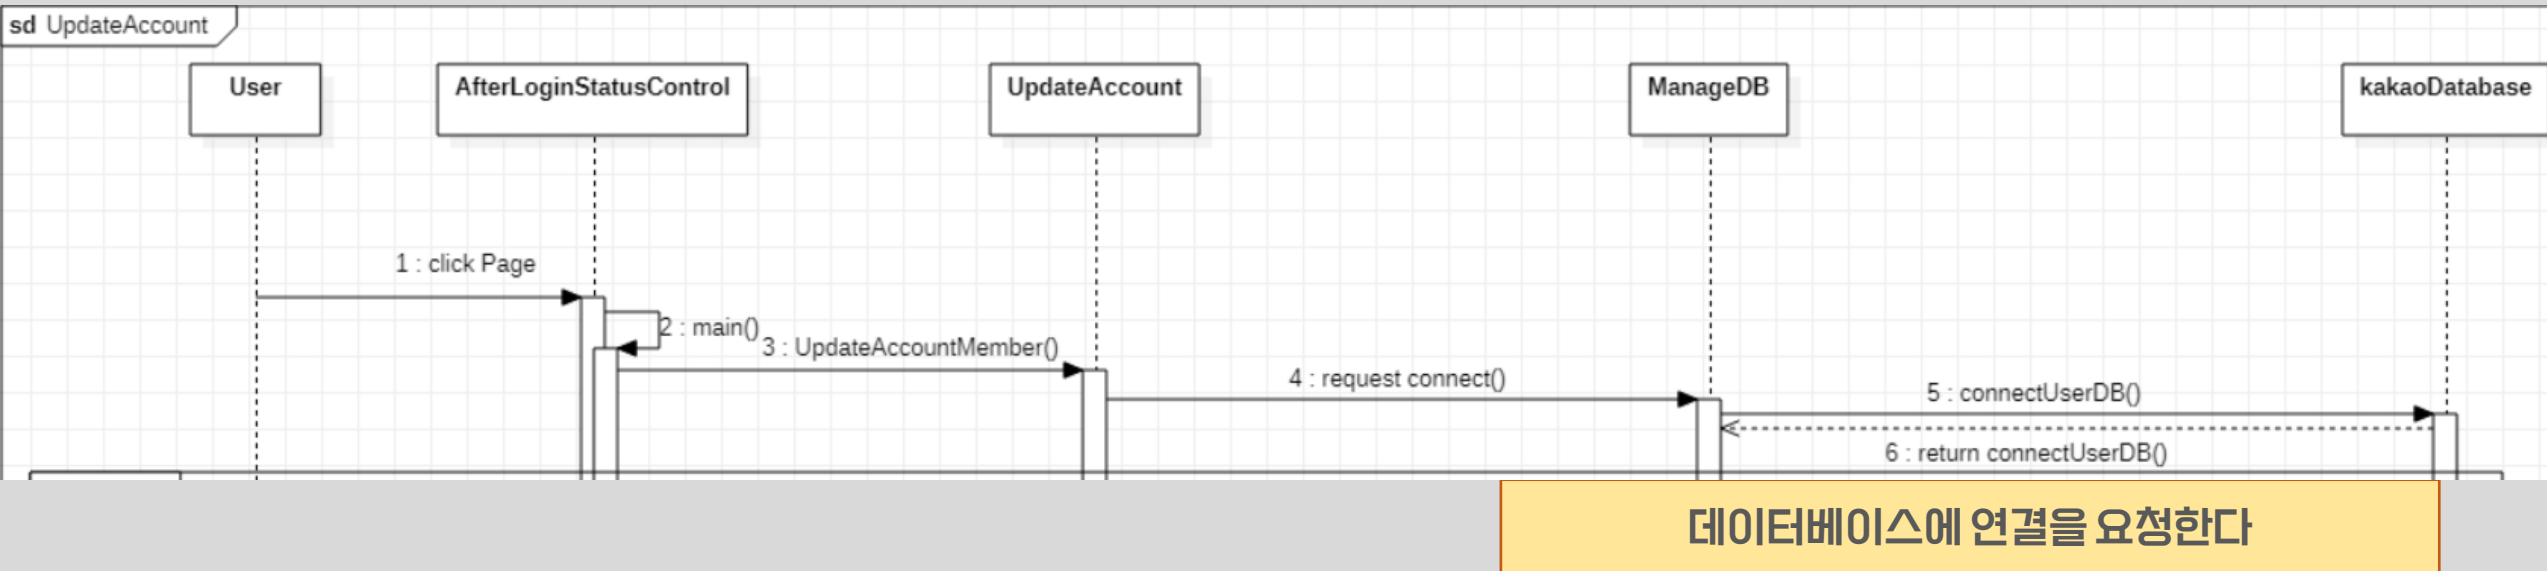 sd UpdateAccount
User
AfterLoginStatusControl
UpdateAccount
ManageDB
kakaoDatabase
1 : click Page
2 : main()
3 : UpdateAccountMember()
4 : request connect()
5 : connectUserDB()
6 : return connectUserDB()
데이터베이스에 연결을 요청한다